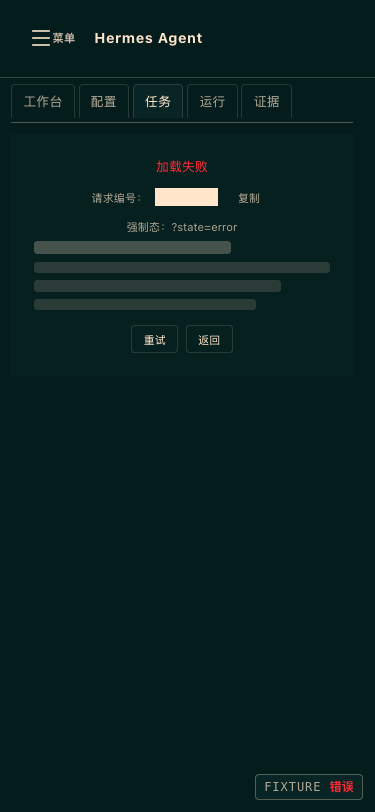 菜单 Hermes Agent
工作台 配置 任务 运行 证据
加载失败
请求编号： 复制
强制态：?state=error
重试 返回
FIXTURE 错误